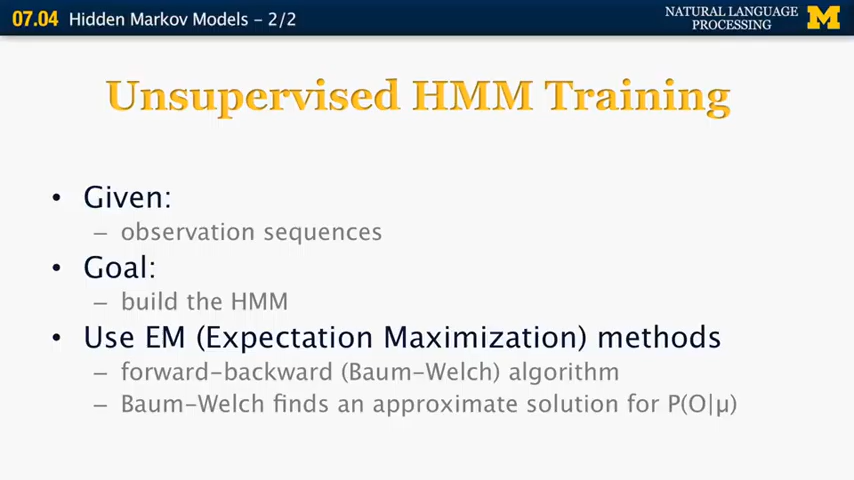 07.04 Hidden Markov Models – 2/2
NATURAL LANGUAGE
PROCESSING
M
Unsupervised HMM Training
• Given:
– observation sequences
• Goal:
– build the HMM
• Use EM (Expectation Maximization) methods
– forward-backward (Baum-Welch) algorithm
– Baum-Welch finds an approximate solution for P(O|μ)